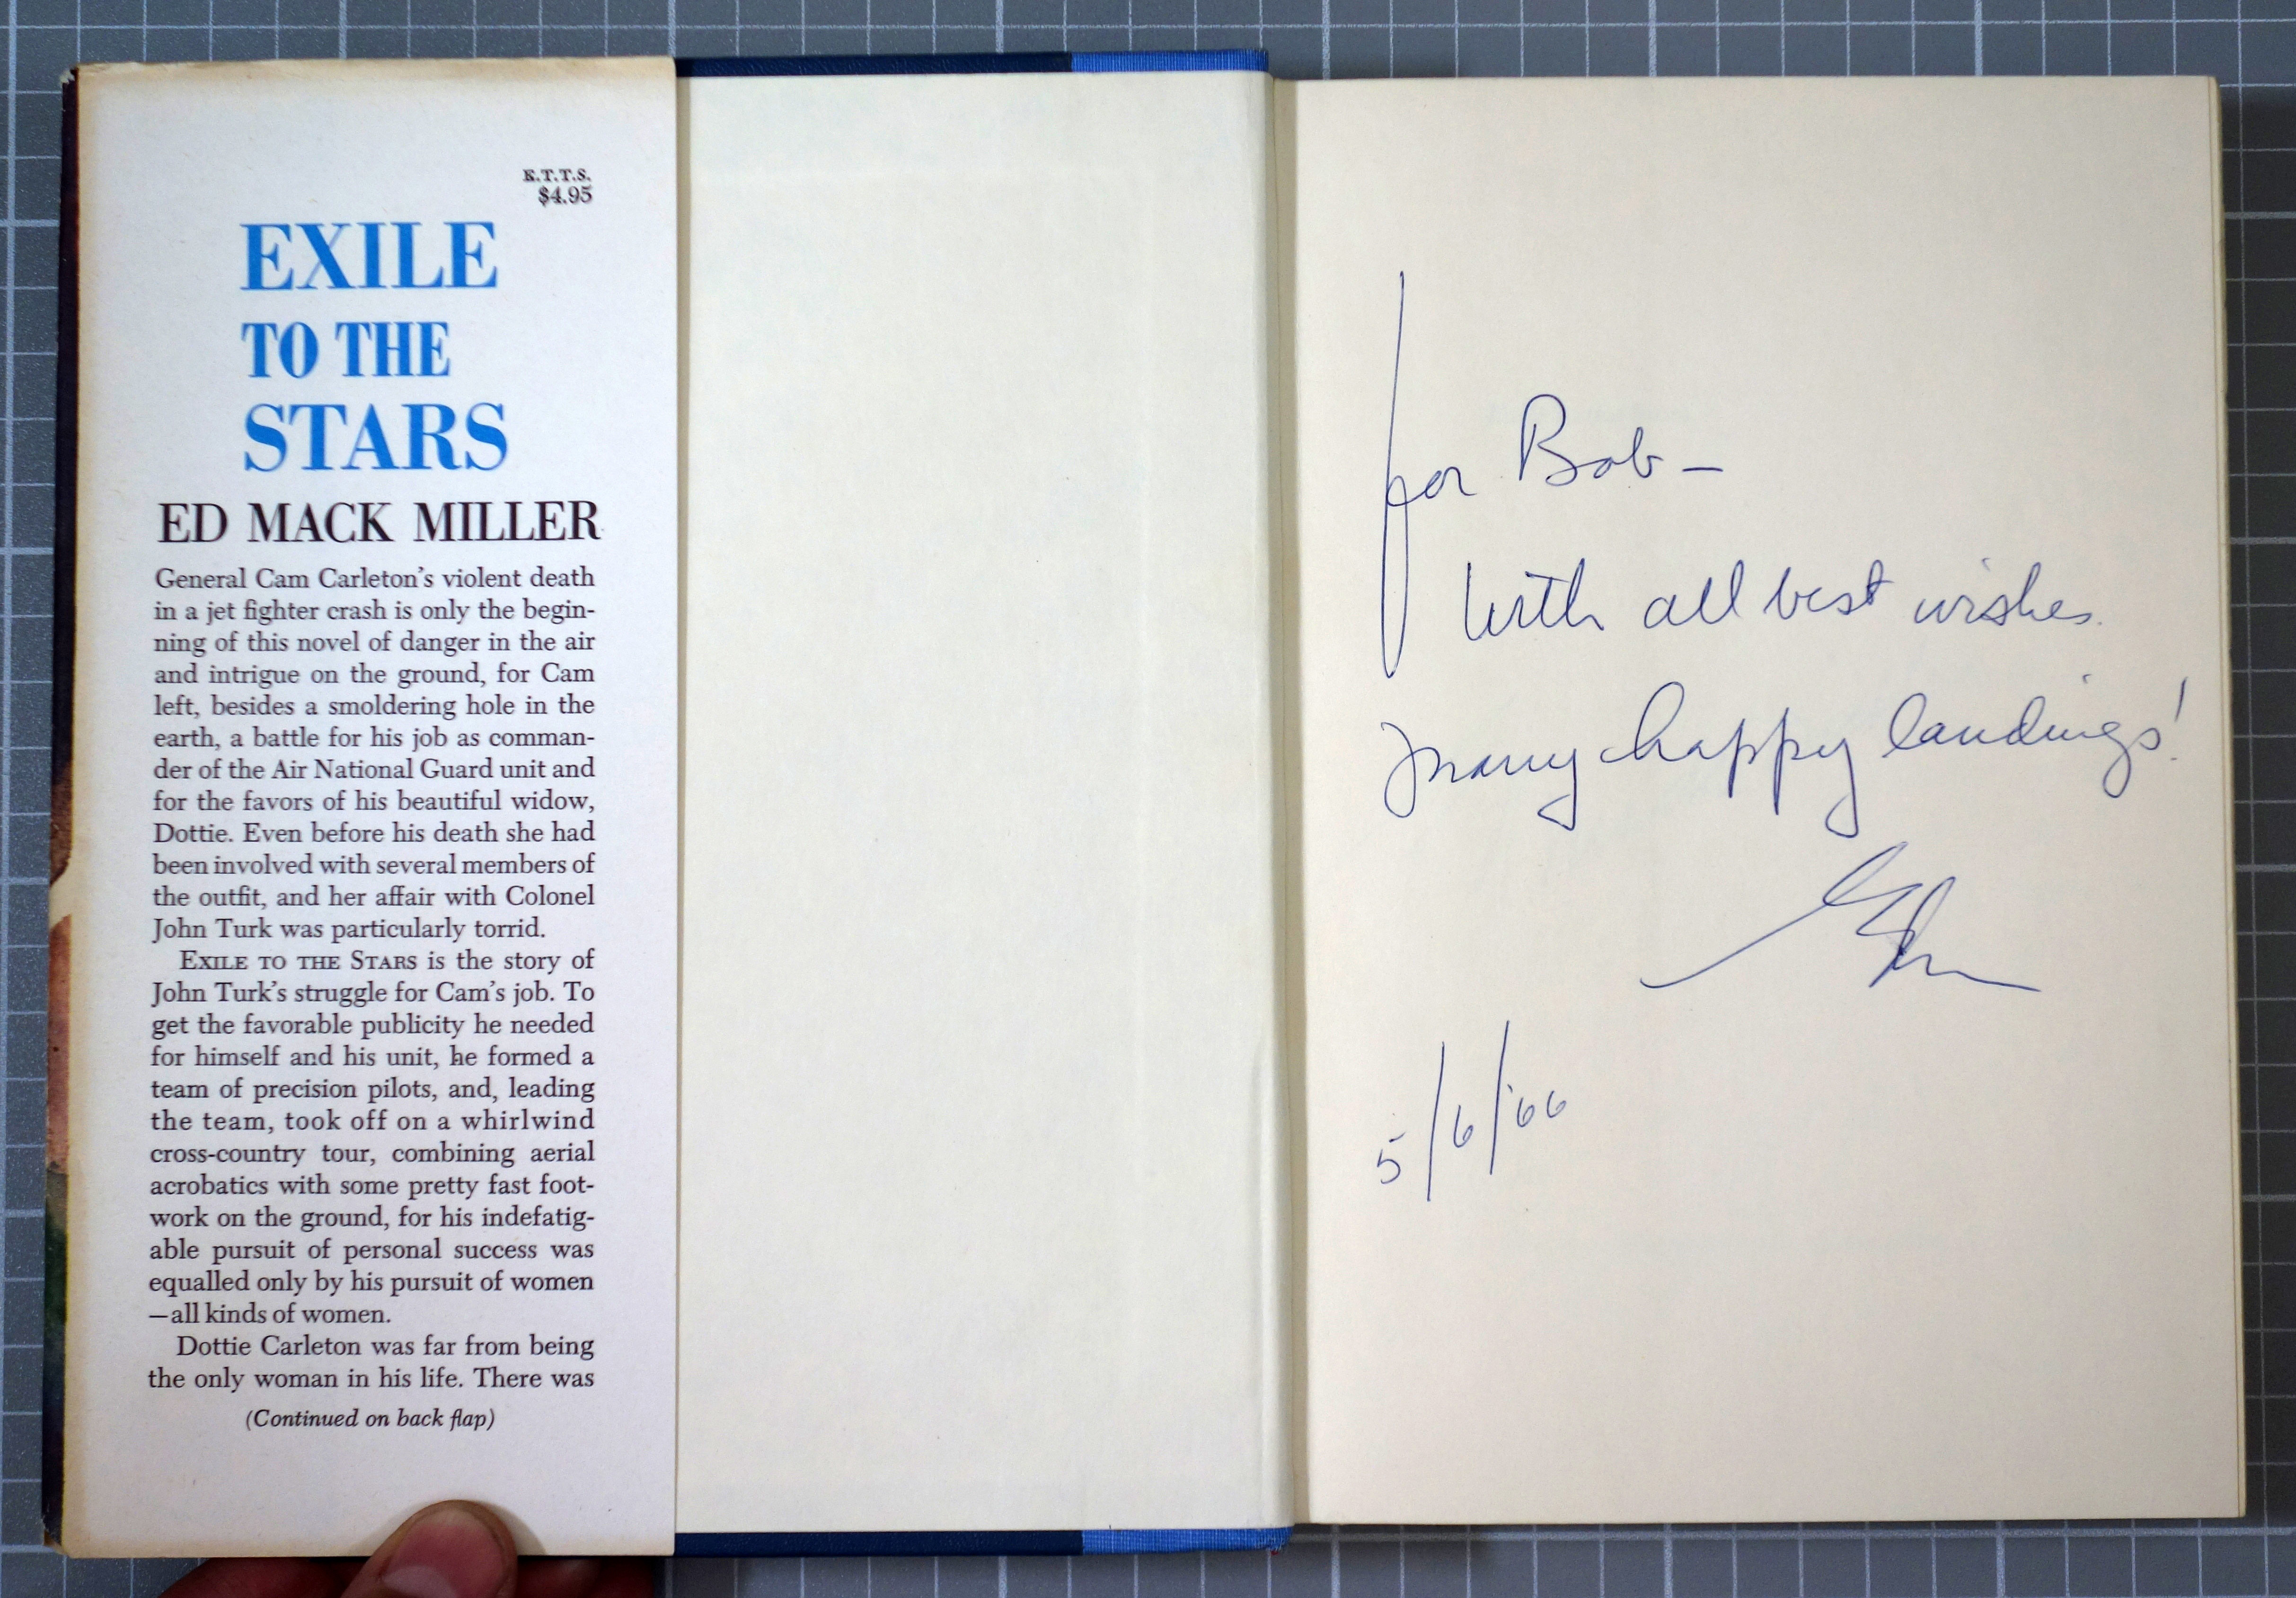 E.T.T.S.
$4.95
EXILE
TO THE
STARS
ED MACK MILLER
General Cam Carleton's violent death
in a jet fighter crash is only the begin-
ning of this novel of danger in the air
and intrigue on the ground, for Cam
left, besides a smoldering hole in the
earth, a battle for his job as comman-
der of the Air National Guard unit and
for the favors of his beautiful widow,
Dottie. Even before his death she had
been involved with several members of
the outfit, and her affair with Colonel
John Turk was particularly torrid.
EXILE TO THE STARS is the story of
John Turk's struggle for Cam's job. To
get the favorable publicity he needed
for himself and his unit, he formed a
team of precision pilots, and, leading
the team, took off on a whirlwind
cross-country tour, combining aerial
acrobatics with some pretty fast foot-
work on the ground, for his indefatig-
able pursuit of personal success was
equalled only by his pursuit of women
—all kinds of women.
Dottie Carleton was far from being
the only woman in his life. There was
(Continued on back flap)
for Bob—
With all best wishes.
many happy landings!
5/6/'66